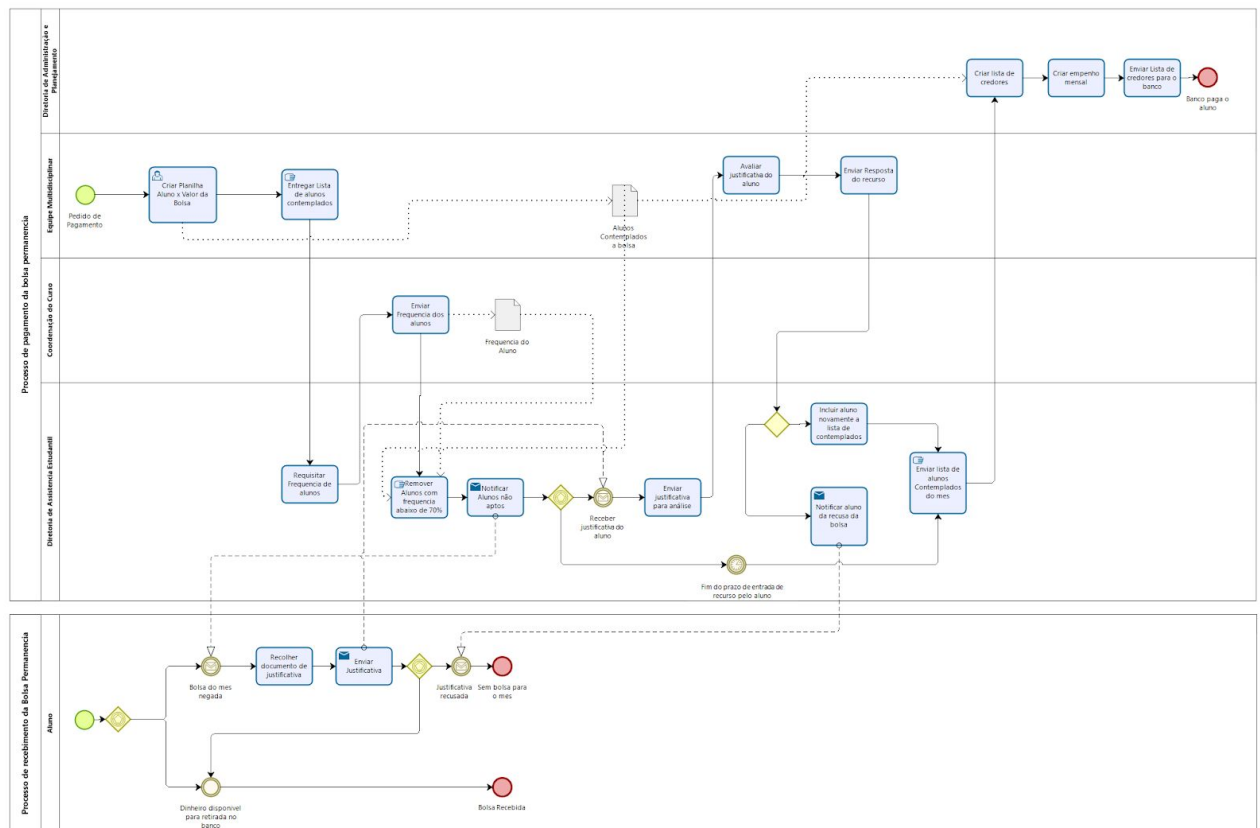 Processo de pagamento da bolsa permanencia
Diretoria de Administração e
Planejamento
Criar lista de
credores
Criar empenho
mensal
Enviar Lista de
credores para o
banco
Banco paga o
aluno
Equipe Multidisciplinar
Pedido de
Pagamento
Criar Planilha
Aluno x Valor da
Bolsa
Entregar Lista
de alunos
contemplados
Alunos
Contemplados
a bolsa
Avaliar
justificativa do
aluno
Enviar Resposta
do recurso
Coordenação do Curso
Enviar
Frequencia dos
alunos
Frequencia do
Aluno
Diretoria de Assistencia Estudantil
Requisitar
Frequencia de
alunos
Remover
Alunos com
frequencia
abaixo de 70%
Notificar
Alunos não
aptos
Receber
justificativa do
aluno
Enviar
justificativa
para análise
Fim do prazo de entrada de
recurso pelo aluno
Incluir aluno
novamente a
lista de
contemplados
Notificar aluno
da recusa da
bolsa
Enviar lista de
alunos
Contemplados
do mes
Processo de recebimento da Bolsa Permanencia
Aluno
Bolsa do mes
negada
Recolher
documento de
justificativa
Enviar
Justificativa
Justificativa
recusada
Sem bolsa para
o mes
Dinheiro disponivel
para retirada no
banco
Bolsa Recebida